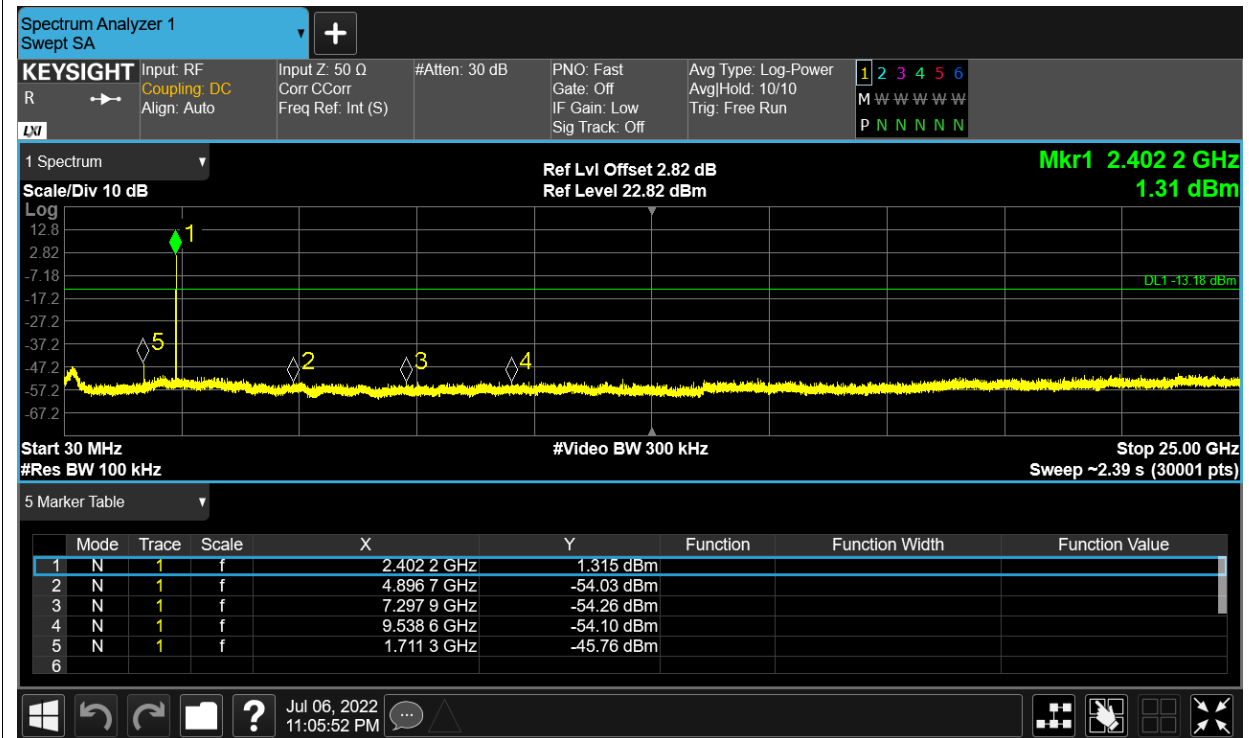 Spectrum Analyzer 1
Swept SA
KEYSIGHT
R
LXI
Input: RF
Coupling: DC
Align: Auto
Input Z: 50 Ω
Corr CCorr
Freq Ref: Int (S)
#Atten: 30 dB
PNO: Fast
Gate: Off
IF Gain: Low
Sig Track: Off
Avg Type: Log-Power
Avg|Hold: 10/10
Trig: Free Run
1 2 3 4 5 6
M W W W W W
P N N N N N
1 Spectrum
Scale/Div 10 dB
Ref Lvl Offset 2.82 dB
Ref Level 22.82 dBm
Mkr1 2.402 2 GHz
1.31 dBm
Log
12.8
2.82
-7.18
-17.2
-27.2
-37.2
-47.2
-57.2
-67.2
1
DL1 -13.18 dBm
5
2
3
4
Start 30 MHz
#Video BW 300 kHz
Stop 25.00 GHz
#Res BW 100 kHz
Sweep ~2.39 s (30001 pts)
5 Marker Table
Mode Trace Scale X Y Function Function Width Function Value
1 N 1 f 2.402 2 GHz 1.315 dBm
2 N 1 f 4.896 7 GHz -54.03 dBm
3 N 1 f 7.297 9 GHz -54.26 dBm
4 N 1 f 9.538 6 GHz -54.10 dBm
5 N 1 f 1.711 3 GHz -45.76 dBm
6
?
Jul 06, 2022
11:05:52 PM